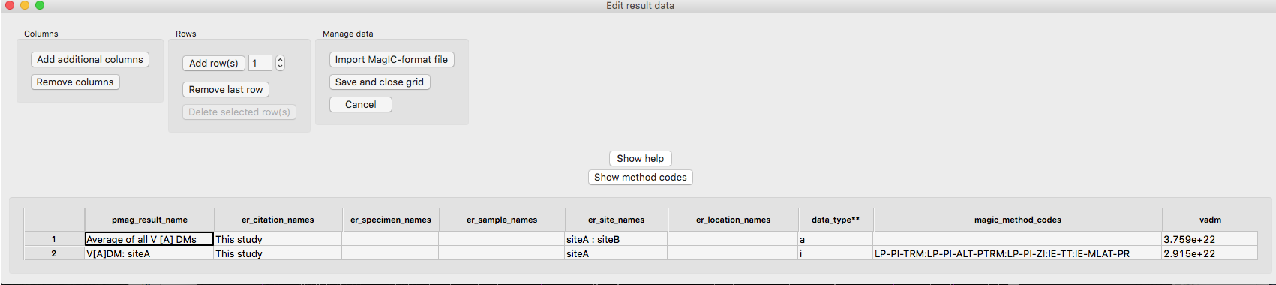 Edit result data
Columns
Add additional columns
Remove columns
Rows
Add row(s) 1
Remove last row
Delete selected row(s)
Manage data
Import MagIC-format file
Save and close grid
Cancel
Show help
Show method codes
pmag_result_name er_citation_names er_specimen_names er_sample_names er_site_names er_location_names data_type** magic_method_codes vadm
1 Average of all V [A] DMs This study siteA : siteB a 3.759e+22
2 V[A]DM: siteA This study siteA i LP-PI-TRM:LP-PI-ALT-PTRM:LP-PI-ZI:IE-TT:IE-MLAT-PR 2.915e+22